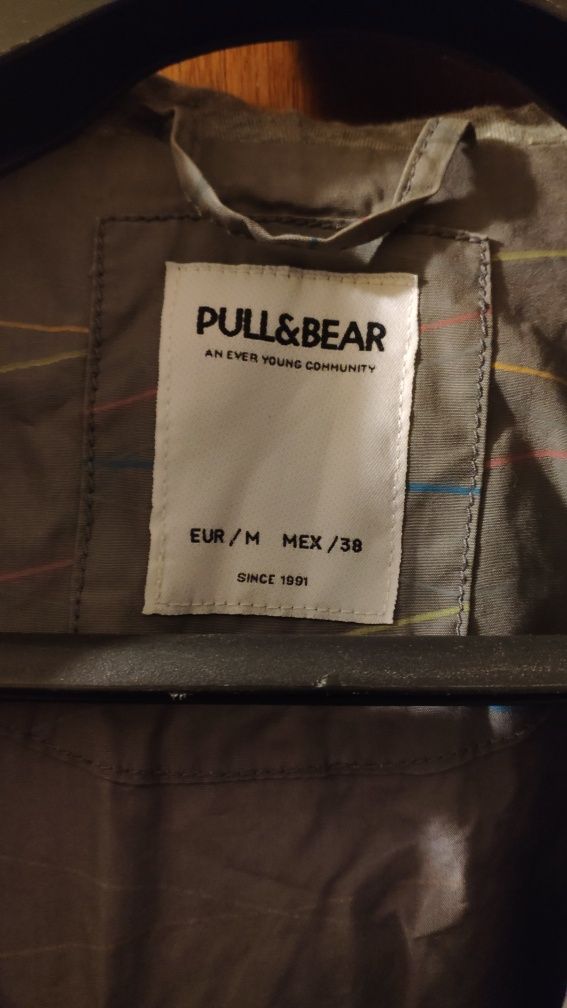 PULL&BEAR
AN EVER YOUNG COMMUNITY
EUR/M MEX/38
SINCE 1991